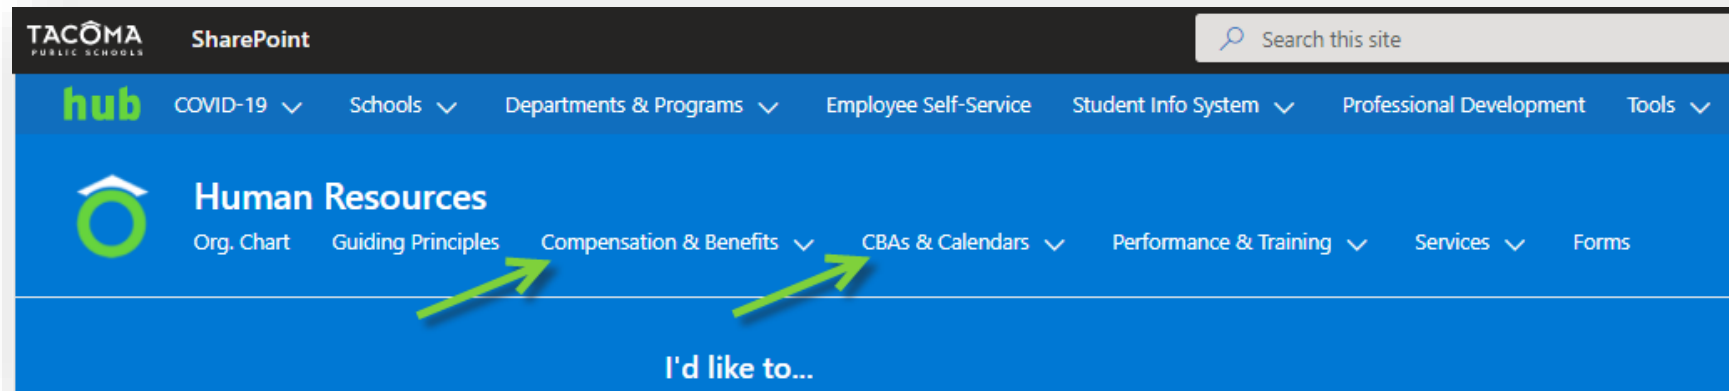 TACOMA SharePoint Search this site
PUBLIC SCHOOLS
hub COVID-19 Schools Departments & Programs Employee Self-Service Student Info System Professional Development Tools
Human Resources
Org. Chart Guiding Principles Compensation & Benefits CBAs & Calendars Performance & Training Services Forms
I'd like to...